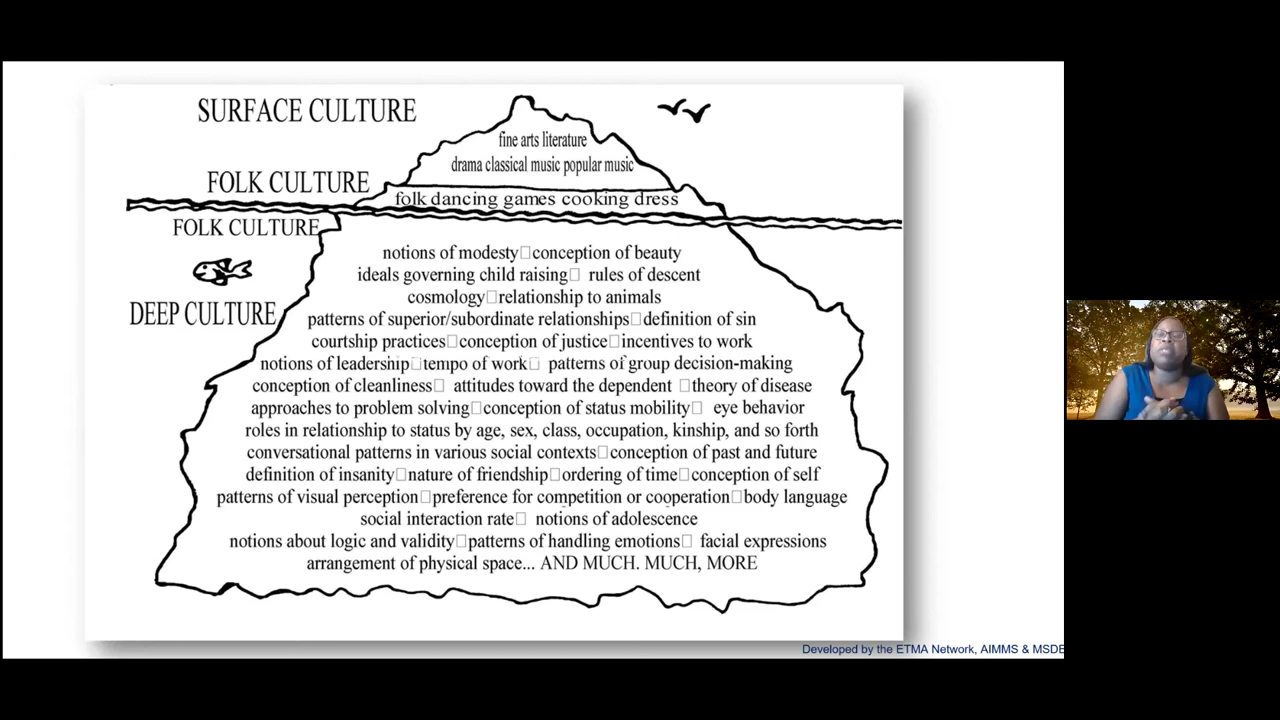 SURFACE CULTURE
fine arts literature
drama classical music popular music
FOLK CULTURE
folk dancing games cooking dress
FOLK CULTURE
notions of modesty□conception of beauty
ideals governing child raising□ rules of descent
cosmology□relationship to animals
DEEP CULTURE
patterns of superior/subordinate relationships□definition of sin
courtship practices□conception of justice□incentives to work
notions of leadership□tempo of work□ patterns of group decision-making
conception of cleanliness□ attitudes toward the dependent □theory of disease
approaches to problem solving□conception of status mobility□ eye behavior
roles in relationship to status by age, sex, class, occupation, kinship, and so forth
conversational patterns in various social contexts□conception of past and future
definition of insanity□nature of friendship□ordering of time□conception of self
patterns of visual perception□preference for competition or cooperation□body language
social interaction rate□ notions of adolescence
notions about logic and validity□patterns of handling emotions□ facial expressions
arrangement of physical space... AND MUCH. MUCH, MORE
Developed by the ETMA Network, AIMMS & MSDE